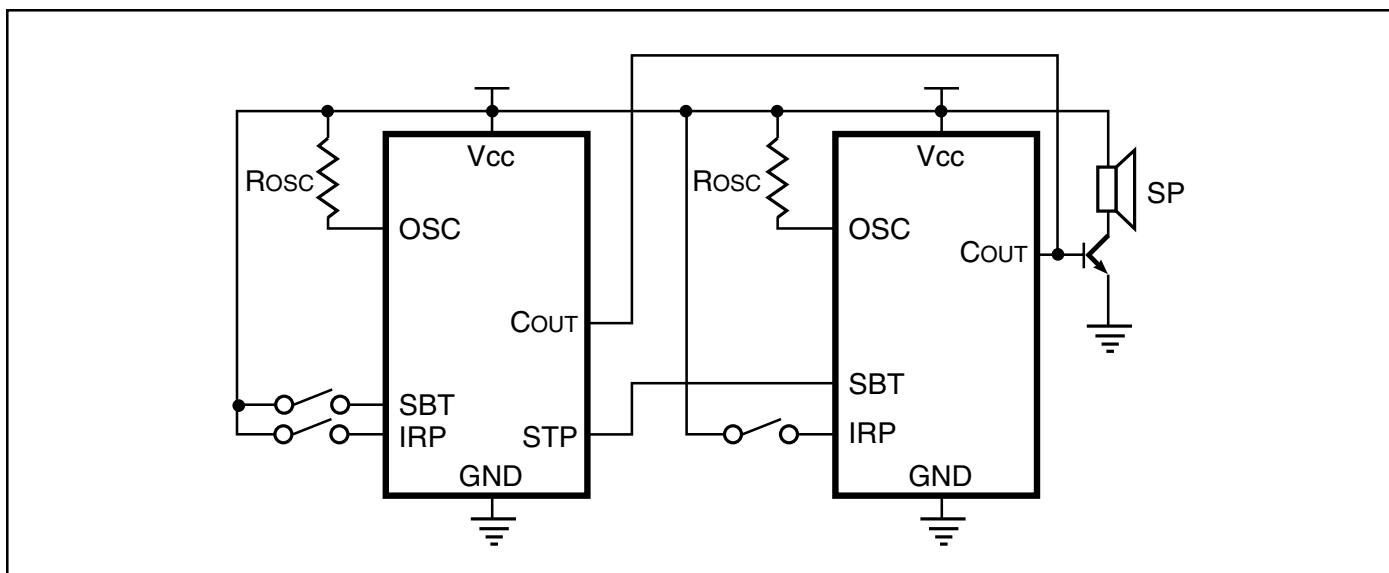 Vcc
ROSC
OSC
COUT
SBT
IRP
STP
GND
Vcc
ROSC
OSC
COUT
SBT
IRP
GND
SP